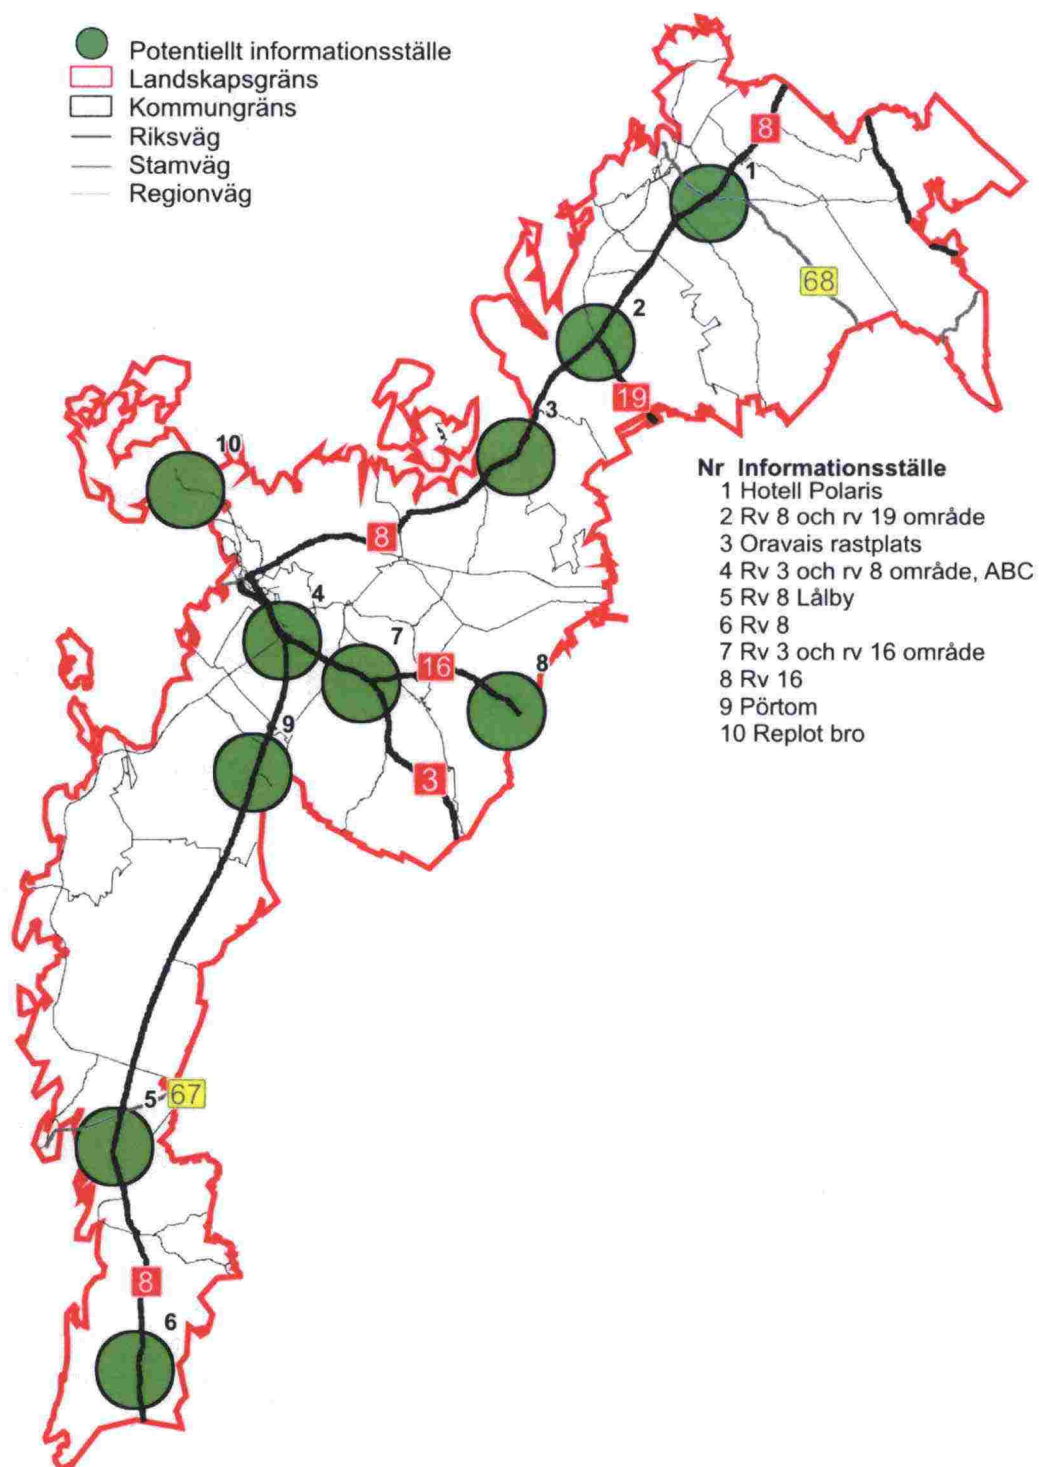 Potentiellt informationsställe
Landskapsgräns
Kommungräns
Riksväg
Stamväg
Regionväg
8
1
68
2
19
3
10
8
4
7
16
8
9
3
Nr Informationsställe
1 Hotell Polaris
2 Rv 8 och rv 19 område
3 Oravais rastplats
4 Rv 3 och rv 8 område, ABC
5 Rv 8 Lålby
6 Rv 8
7 Rv 3 och rv 16 område
8 Rv 16
9 Pörtom
10 Replot bro
5
67
8
6